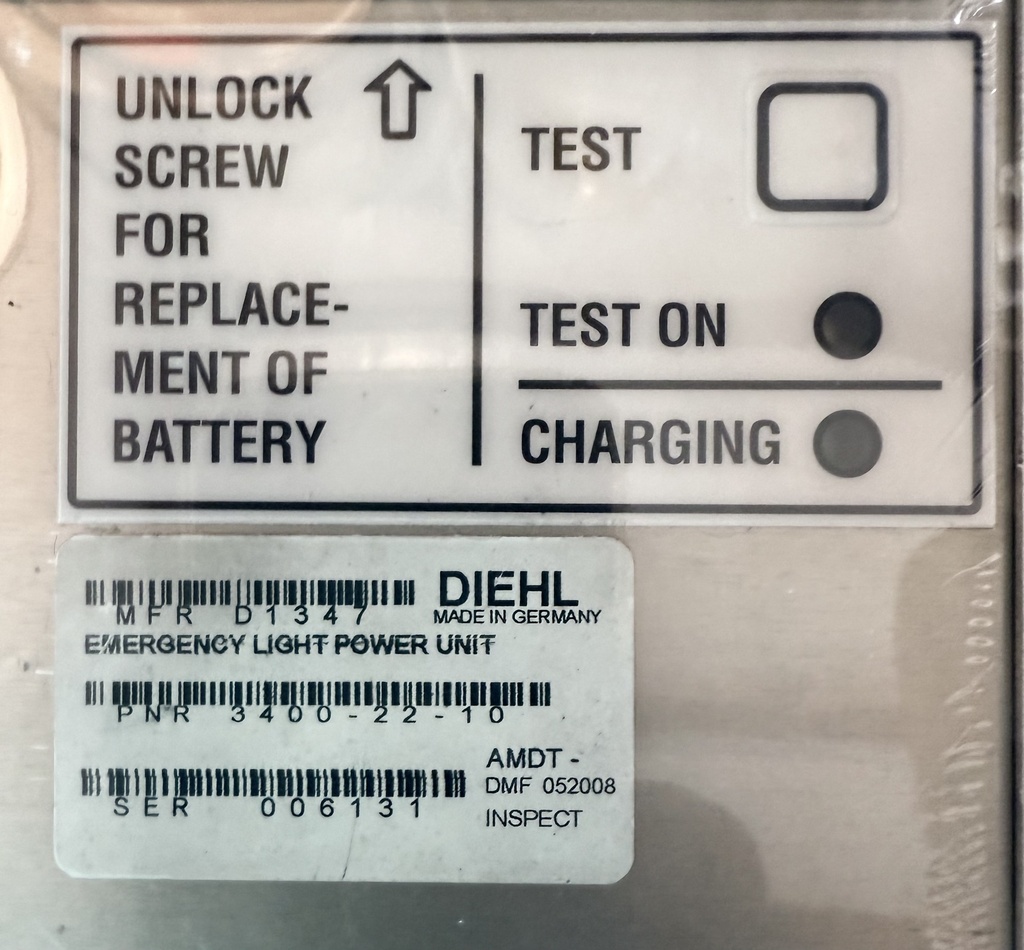 UNLOCK
SCREW
FOR
REPLACE-
MENT OF
BATTERY
TEST
TEST ON
CHARGING
DIEHL
MADE IN GERMANY
MFR D1347
EMERGENCY LIGHT POWER UNIT
PNR 3400-22-10
SER 006131
AMDT -
DMF 052008
INSPECT